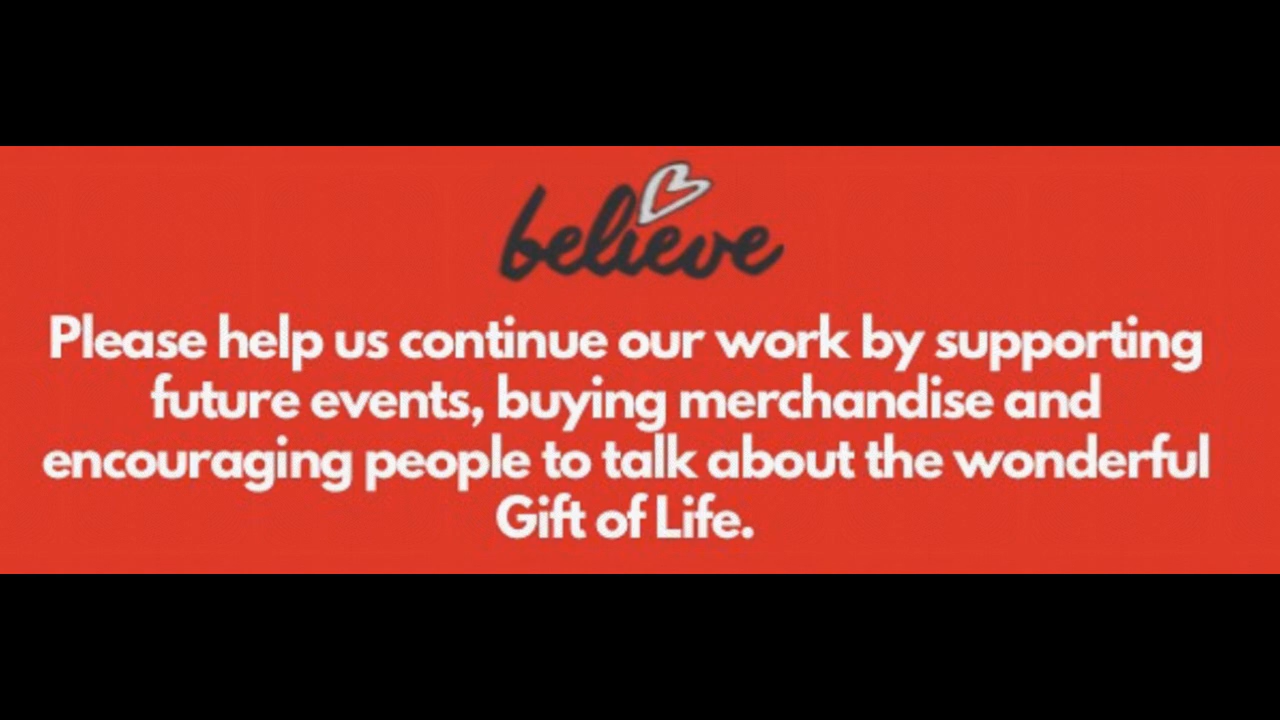 believe
Please help us continue our work by supporting
future events, buying merchandise and
encouraging people to talk about the wonderful
Gift of Life.